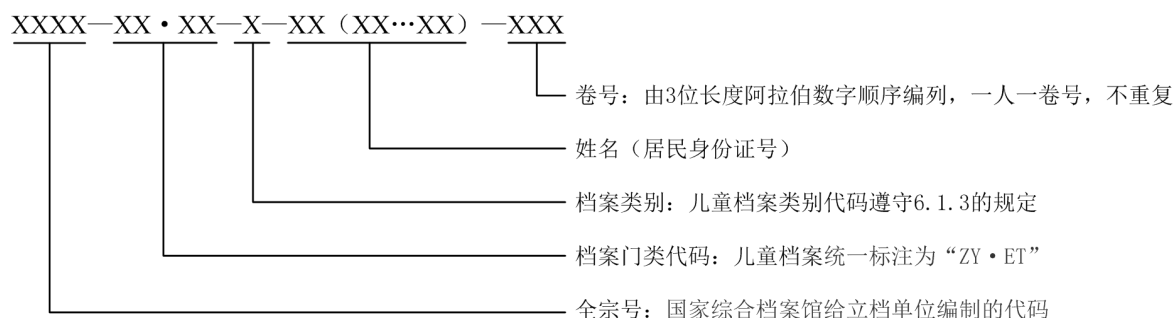 XXXX—XX·XX—X—XX（XX…XX）—XXX
卷号：由3位长度阿拉伯数字顺序编列，一人一卷号，不重复
姓名（居民身份证号）
档案类别：儿童档案类别代码遵守6.1.3的规定
档案门类代码：儿童档案统一标注为“ZY·ET”
全宗号：国家综合档案馆给立档单位编制的代码